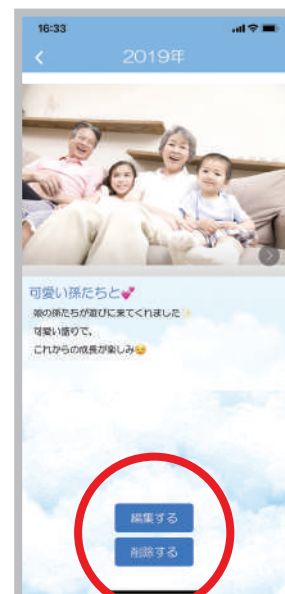 16:33
2019年
可愛い孫たちと💕
娘の孫たちが遊びに来てくれました✨
可愛い盛りで、
これからの成長が楽しみ😉
編集する
削除する